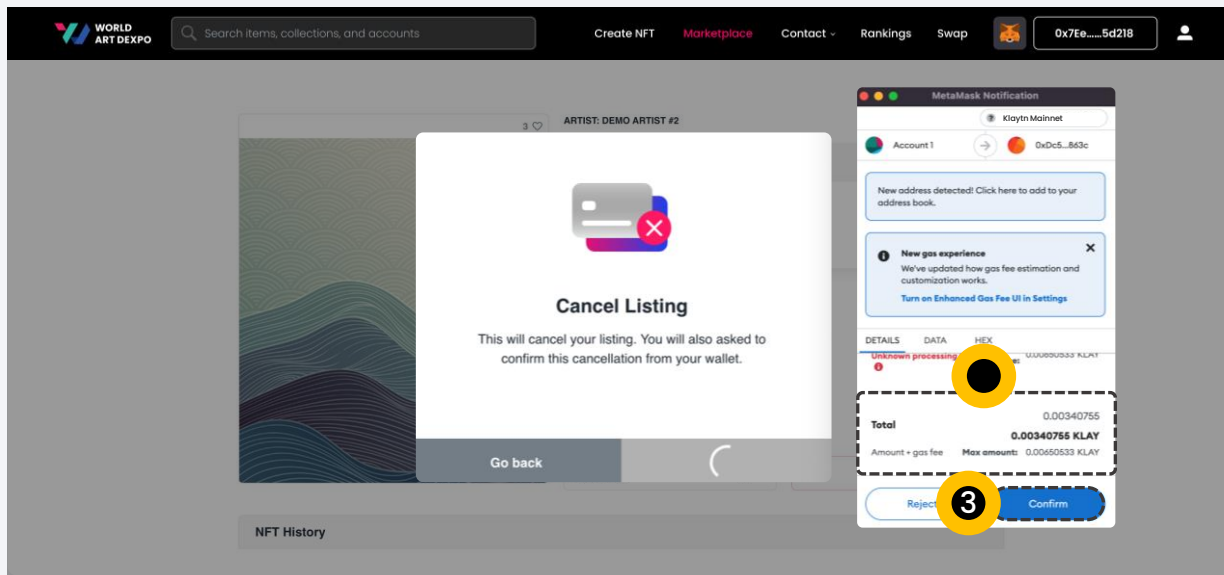 WORLD
ART DEXPO
Search items, collections, and accounts
Create NFT
Marketplace
Contact
Rankings
Swap
0x7Ee......5d218
3
ARTIST: DEMO ARTIST #2
Cancel Listing
This will cancel your listing. You will also asked to
confirm this cancellation from your wallet.
Go back
NFT History
MetaMask Notification
Klaytn Mainnet
Account 1
0xDc5...863c
New address detected! Click here to add to your
address book.
New gas experience
We've updated how gas fee estimation and
customization works.
Turn on Enhanced Gas Fee UI in Settings
DETAILS
DATA
HEX
Unknown processing
0.00650533 KLAY
0.00340755
Total
0.00340755 KLAY
Amount + gas fee
Max amount: 0.00650533 KLAY
Reject
3
Confirm